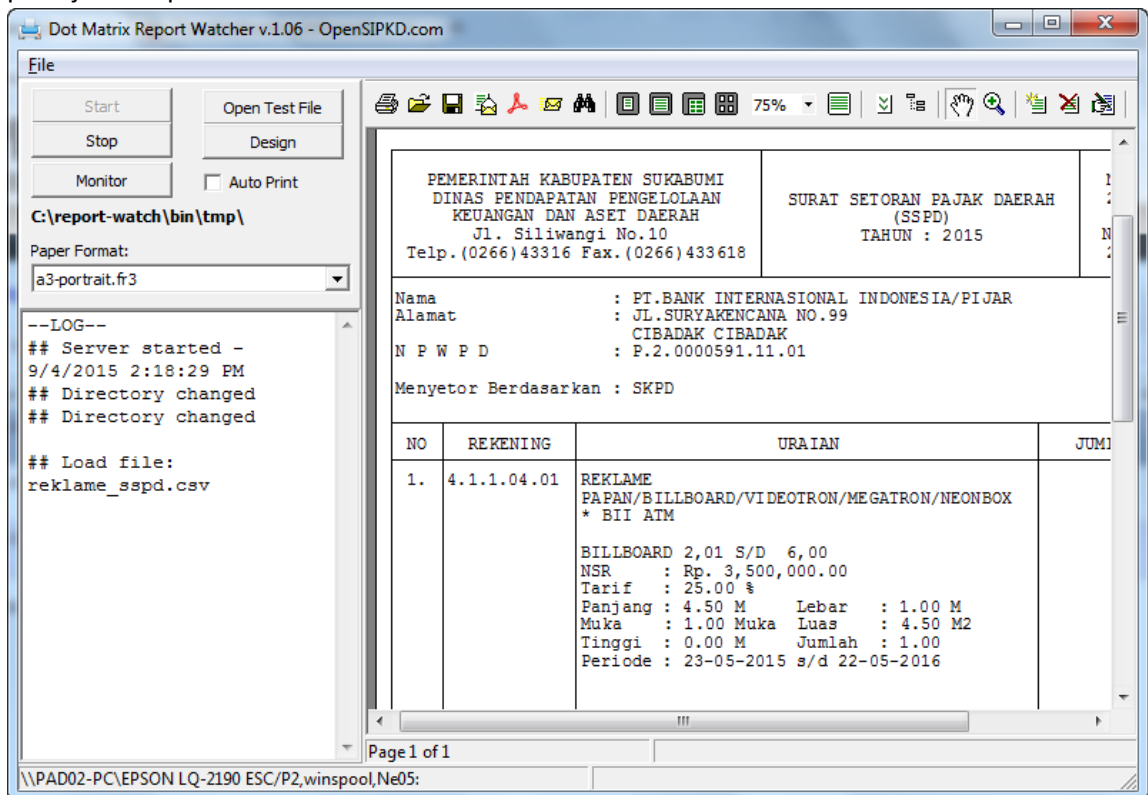 Dot Matrix Report Watcher v.1.06 - OpenSIPKD.com
File
Start
Open Test File
Stop
Design
Monitor
Auto Print
C:\report-watch\bin\tmp\
Paper Format:
a3-portrait.fr3
--LOG--
## Server started -
9/4/2015 2:18:29 PM
## Directory changed
## Directory changed
## Load file:
reklame_sspd.csv
75%
PEMERINTAH KABUPATEN SUKABUMI
DINAS PENDAPATAN PENGELOLAAN
KEUANGAN DAN ASET DAERAH
Jl. Siliwangi No.10
Telp.(0266)43316 Fax.(0266)433618
SURAT SETORAN PAJAK DAERAH
(SSPD)
TAHUN : 2015
Nama : PT.BANK INTERNASIONAL INDONESIA/PIJAR
Alamat : JL.SURYAKENCANA NO.99
CIBADAK CIBADAK
N P W P D : P.2.0000591.11.01
Menyetor Berdasarkan : SKPD
NO REKENING URAIAN JUM
1. 4.1.1.04.01 REKLAME
PAPAN/BILLBOARD/VIDEOTRON/MEGATRON/NEONBOX
* BII ATM
BILLBOARD 2,01 S/D 6,00
NSR : Rp. 3,500,000.00
Tarif : 25.00 %
Panjang : 4.50 M Lebar : 1.00 M
Muka : 1.00 Muka Luas : 4.50 M2
Tinggi : 0.00 M Jumlah : 1.00
Periode : 23-05-2015 s/d 22-05-2016
Page 1 of 1
\\PAD02-PC\EPSON LQ-2190 ESC/P2,winspool,Ne05: